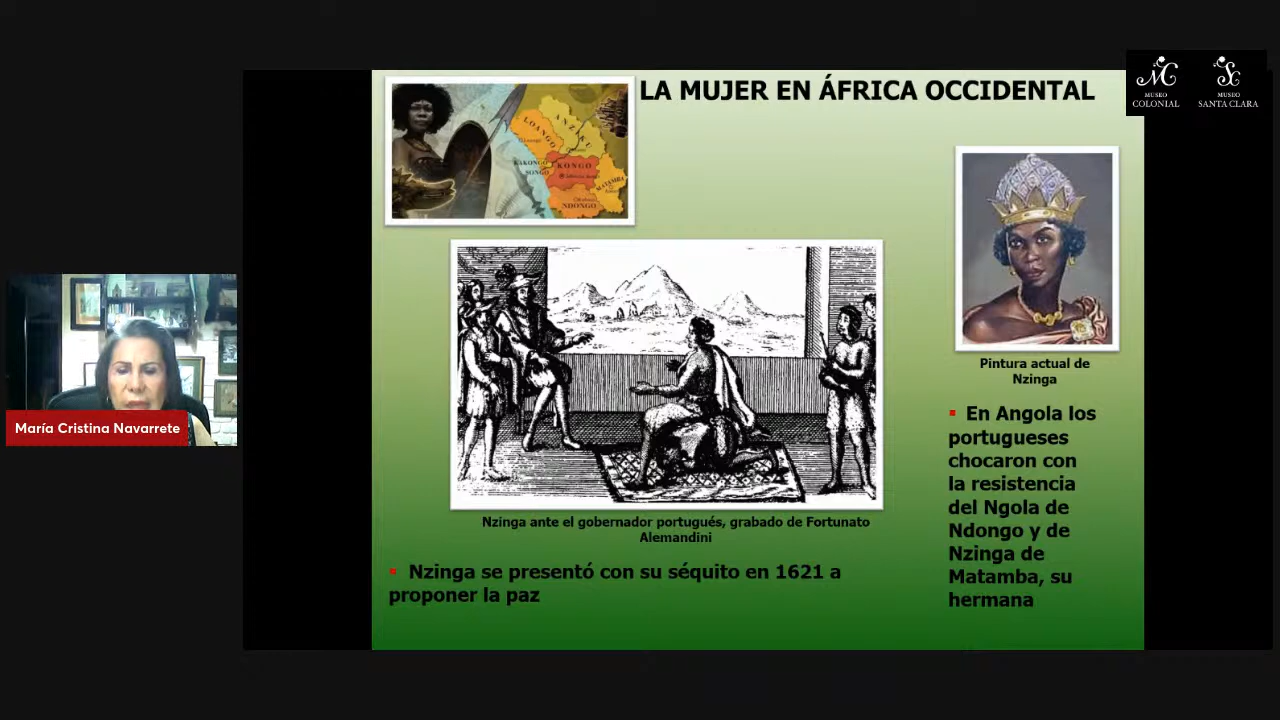 LA MUJER EN ÁFRICA OCCIDENTAL
MUSEO
COLONIAL
MUSEO
SANTA CLARA
LOANGO
ANZIKU
KAKONGO
SONGO
KONGO
MATAMBA
NDONGO
Pintura actual de
Nzinga
En Angola los
portugueses
chocaron con
la resistencia
del Ngola de
Ndongo y de
Nzinga de
Matamba, su
hermana
Nzinga ante el gobernador portugués, grabado de Fortunato
Alemandini
Nzinga se presentó con su séquito en 1621 a
proponer la paz
María Cristina Navarrete